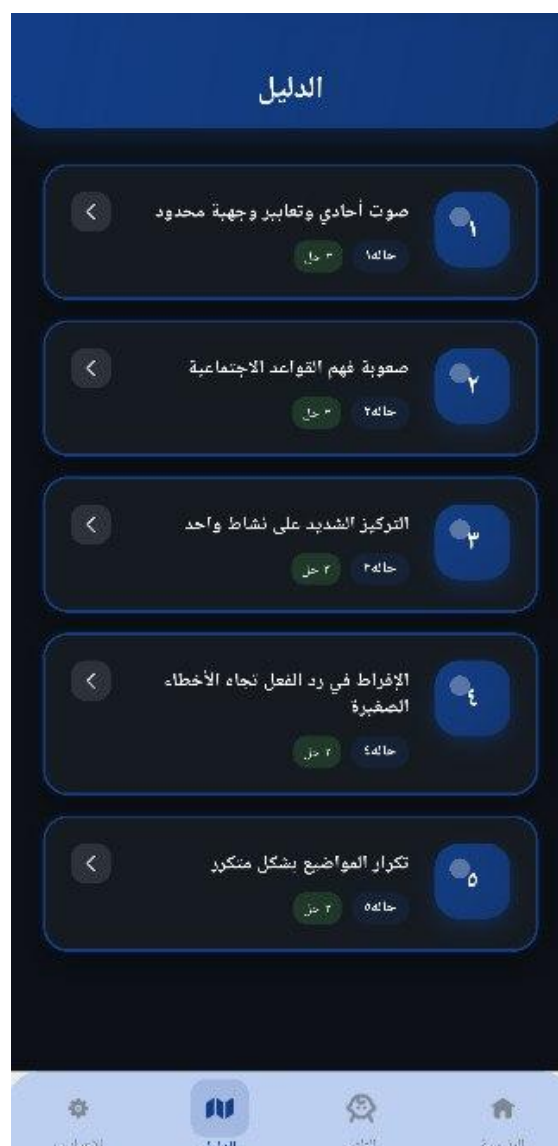 الدليل
١
صوت أحادي وتعابير وجهية محدود
حالة١
٣ حل
٢
صعوبة فهم القواعد الاجتماعية
حالة٢
٣ حل
٣
التركيز الشديد على نشاط واحد
حالة٣
٢ حل
٤
الإفراط في رد الفعل تجاه الأخطاء
الصغيرة
حالة٤
٢ حل
٥
تكرار المواضيع بشكل متكرر
حالة٥
٢ حل
الدليل